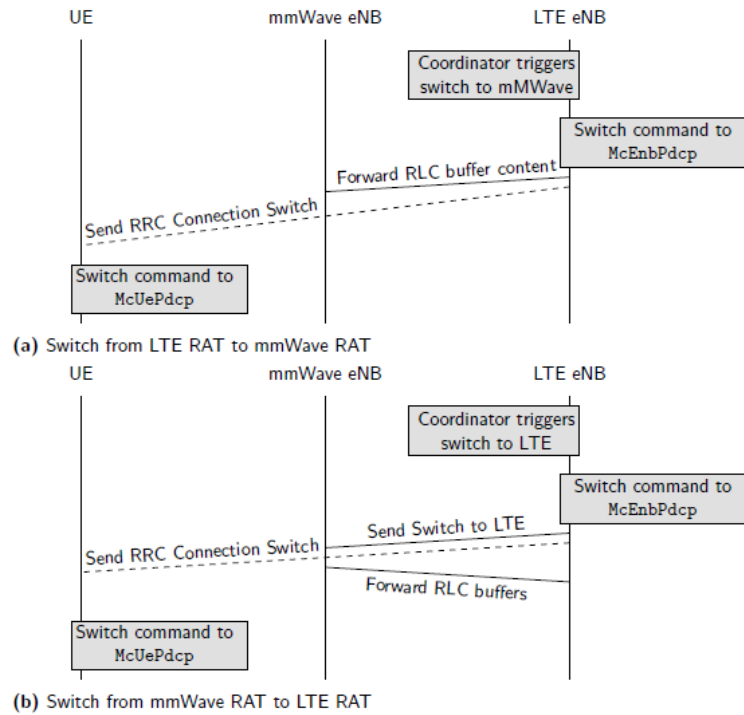 UE
mmWave eNB
LTE eNB
Coordinator triggers
switch to mMWave
Switch command to
McEnbPdcp
Forward RLC buffer content
Send RRC Connection Switch
Switch command to
McUePdcp
(a) Switch from LTE RAT to mmWave RAT
UE
mmWave eNB
LTE eNB
Coordinator triggers
switch to LTE
Switch command to
McEnbPdcp
Send Switch to LTE
Send RRC Connection Switch
Forward RLC buffers
Switch command to
McUePdcp
(b) Switch from mmWave RAT to LTE RAT